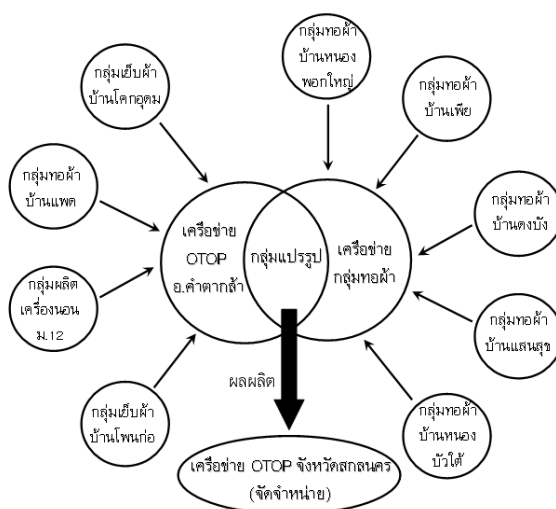 กลุ่มทอผ้า
บ้านหนอง
พอกใหญ่
กลุ่มเย็บผ้า
บ้านโคกอุดม
กลุ่มทอผ้า
บ้านเพีย
กลุ่มทอผ้า
บ้านแพด
กลุ่มทอผ้า
บ้านดงบัง
เครือข่าย
OTOP
อ.คำตากล้า
กลุ่มแปรรูป
เครือข่าย
กลุ่มทอผ้า
กลุ่มผลิต
เครื่องนอน
ม.12
กลุ่มทอผ้า
บ้านแสนสุข
กลุ่มเย็บผ้า
บ้านโพนก่อ
ผลผลิต
กลุ่มทอผ้า
บ้านหนอง
บัวใต้
เครือข่าย OTOP จังหวัดสกลนคร
(จัดจำหน่าย)